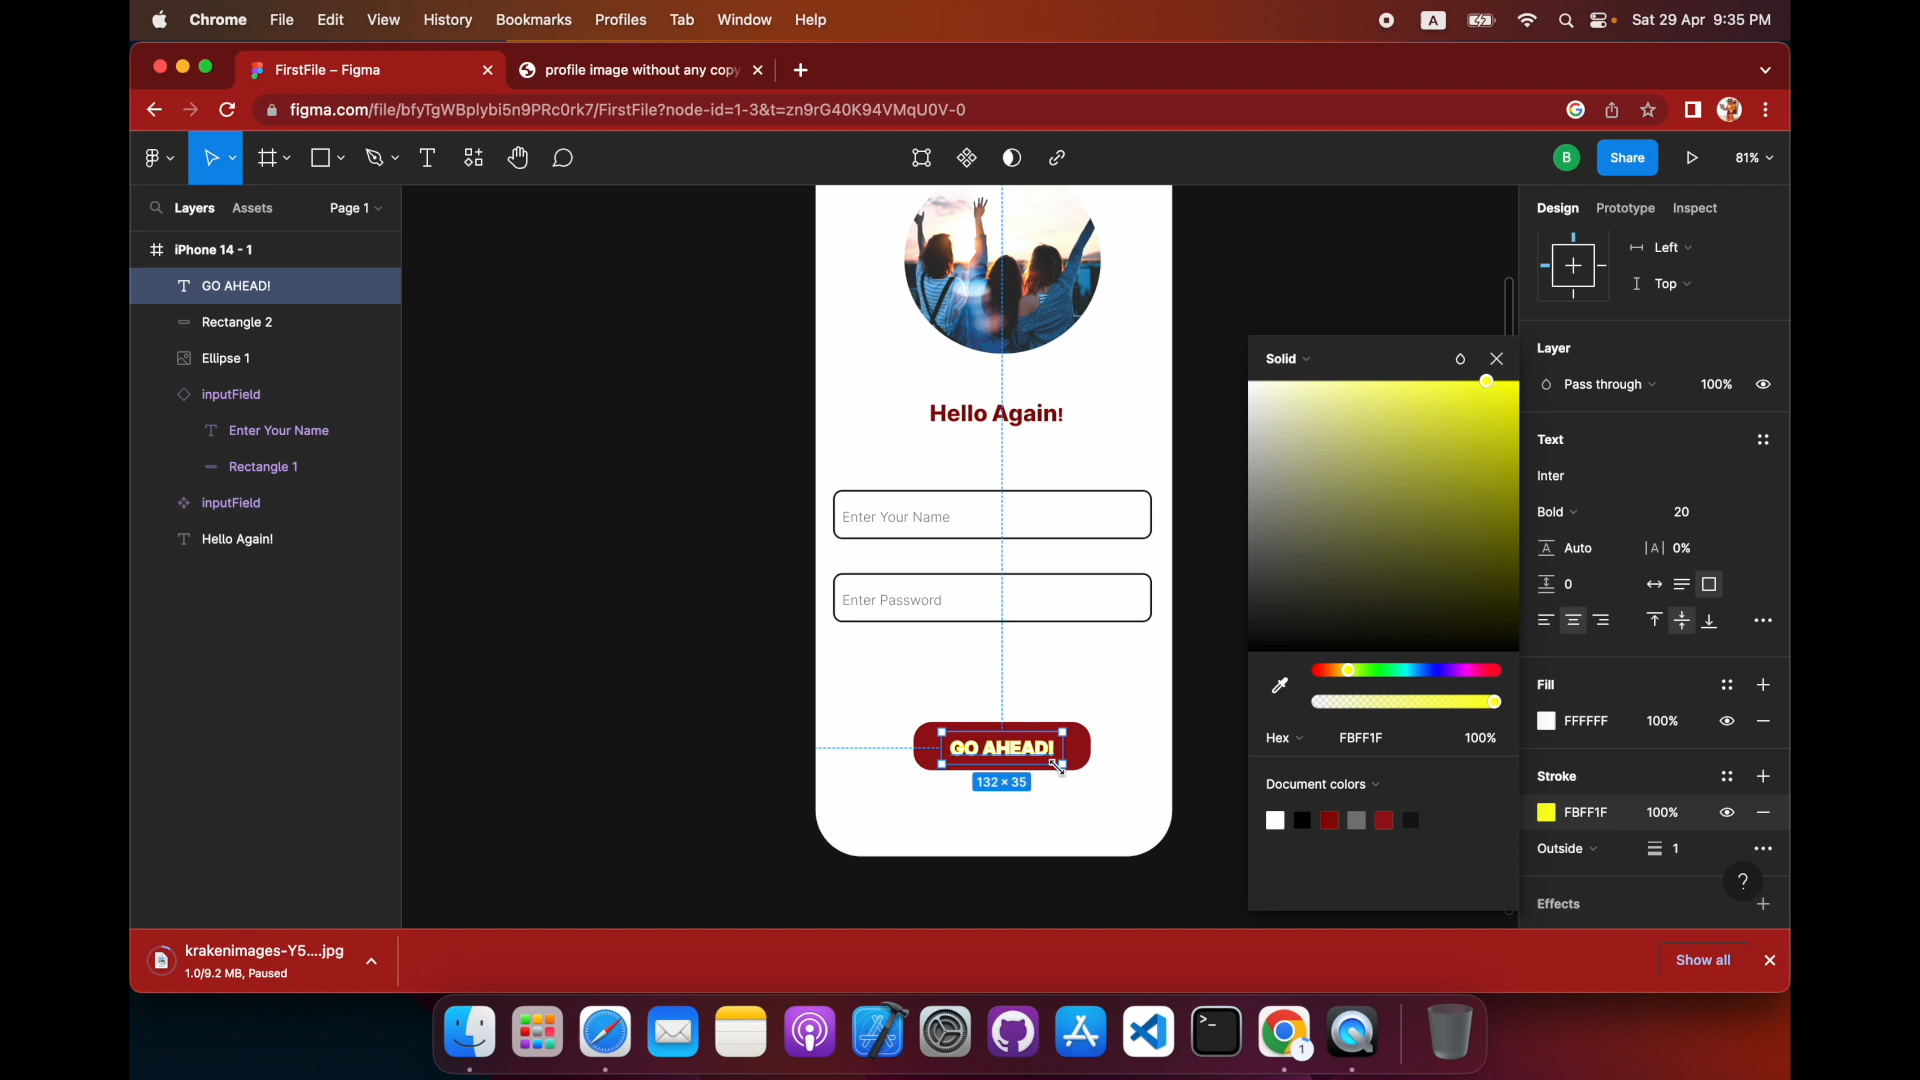 Chrome File Edit View History Bookmarks Profiles Tab Window Help A Sat 29 Apr 9:35 PM
FirstFile – Figma profile image without any copy
figma.com/file/bfyTgWBplybi5n9PRc0rk7/FirstFile?node-id=1-3&t=zn9rG40K94VMqU0V-0
B Share 81%
Layers Assets Page 1
iPhone 14 - 1
GO AHEAD!
Rectangle 2
Ellipse 1
inputField
Enter Your Name
Rectangle 1
inputField
Hello Again!
Hello Again!
Enter Your Name
Enter Password
GO AHEAD!
132 × 35
Solid
Hex FBFF1F 100%
Document colors
Design Prototype Inspect
Left
Top
Layer
Pass through 100%
Text
Inter
Bold 20
Auto |A| 0%
0
Fill
FFFFFF 100%
Stroke
FBFF1F 100%
Outside 1
?
Effects
krakenimages-Y5....jpg
1.0/9.2 MB, Paused
Show all
1